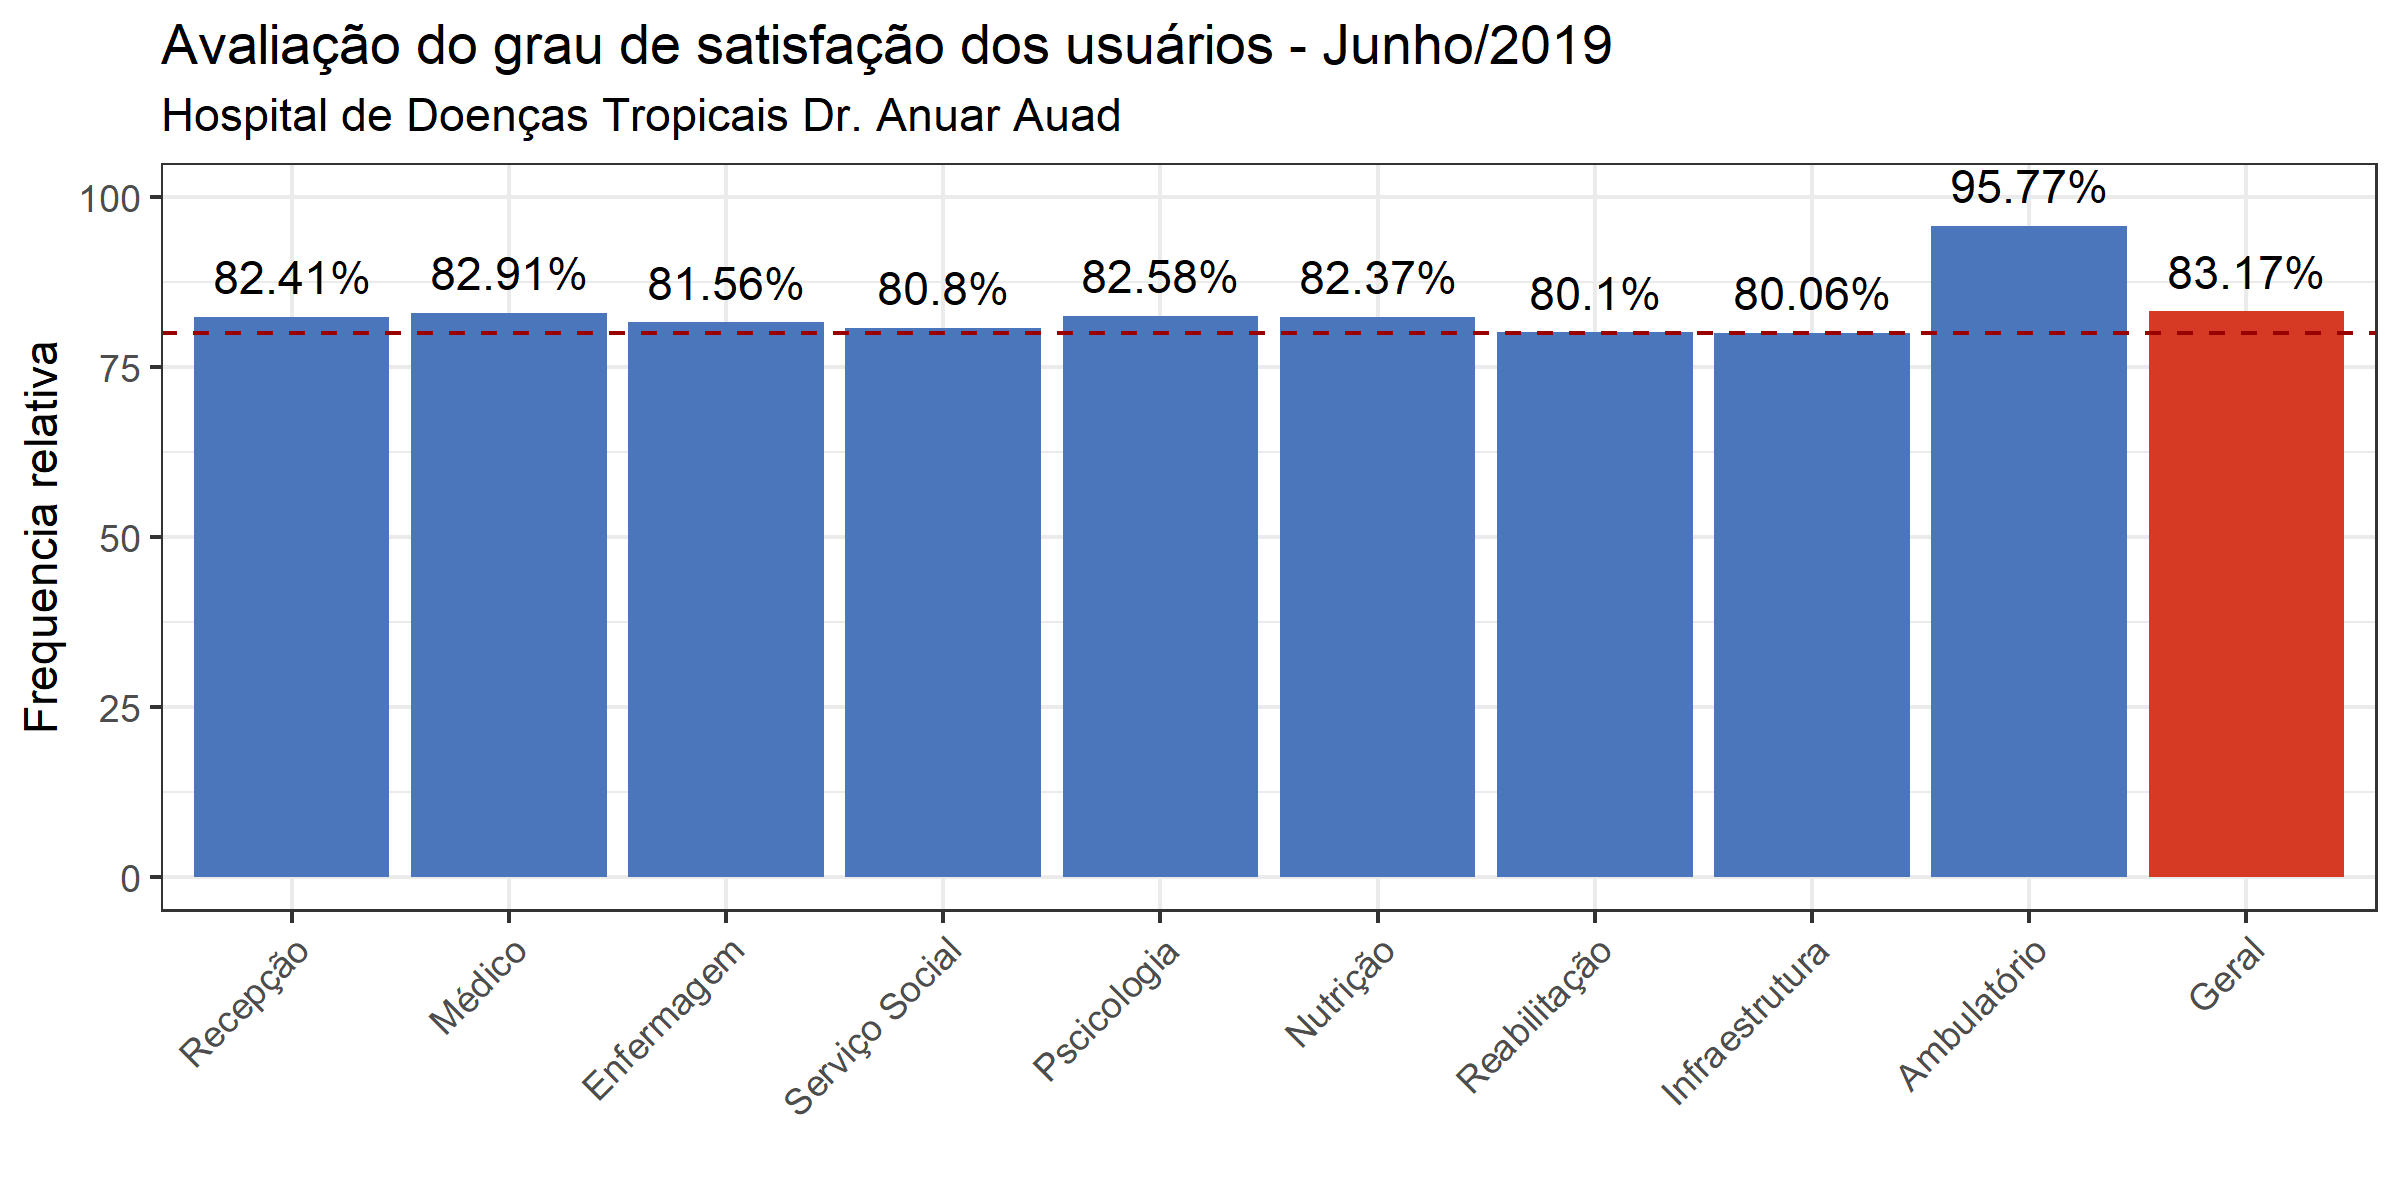 Avaliação do grau de satisfação dos usuários - Junho/2019
Hospital de Doenças Tropicais Dr. Anuar Auad
Frequencia relativa
100
75
50
25
0
82.41%
82.91%
81.56%
80.8%
82.58%
82.37%
80.1%
80.06%
95.77%
83.17%
Recepção
Médico
Enfermagem
Serviço Social
Pscicologia
Nutrição
Reabilitação
Infraestrutura
Ambulatório
Geral